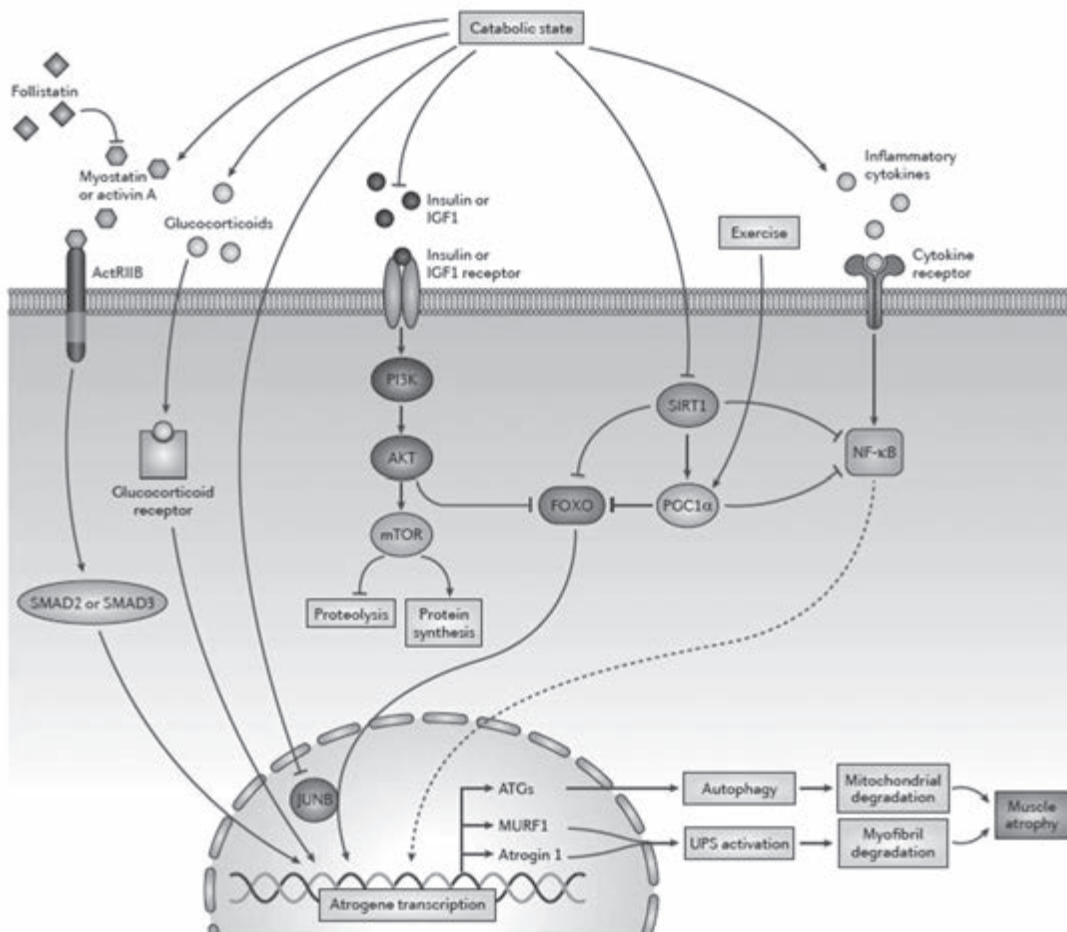 Catabolic state
Follistatin
Myostatin
or activin A
Glucocorticoids
Insulin or
IGF1
Inflammatory
cytokines
Exercise
ActRIIB
Insulin or
IGF1 receptor
Cytokine
receptor
PI3K
SIRT1
AKT
NF-κB
Glucocorticoid
receptor
FOXO
PGC1α
mTOR
SMAD2 or SMAD3
Proteolysis
Protein
synthesis
JUNB
ATGs
Autophagy
Mitochondrial
degradation
Muscle
atrophy
MURF1
Atrogin 1
UPS activation
Myofibril
degradation
Atrogene transcription